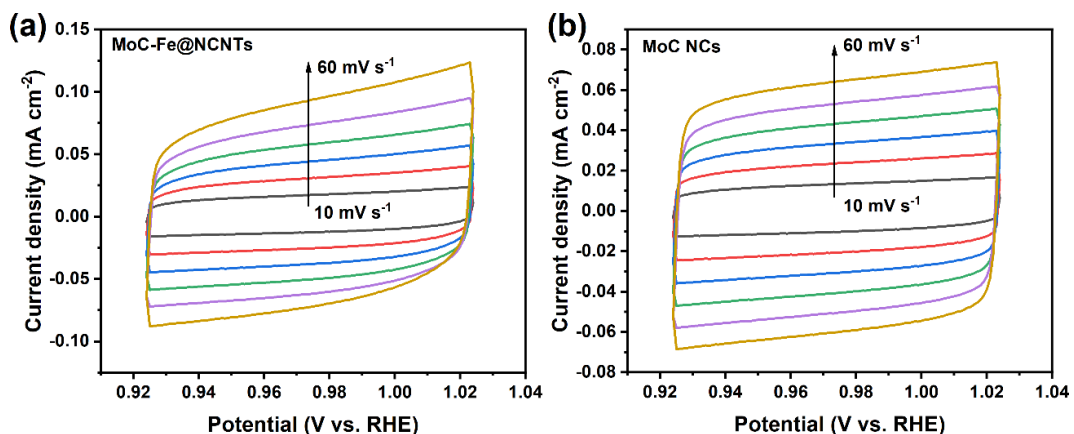 (a)
MoC-Fe@NCNTs
60 mV s⁻¹
10 mV s⁻¹
Current density (mA cm⁻²)
0.15
0.10
0.05
0.00
-0.05
-0.10
0.92 0.94 0.96 0.98 1.00 1.02
Potential (V vs. RHE)
(b)
MoC NCs
60 mV s⁻¹
10 mV s⁻¹
Current density (mA cm⁻²)
0.08
0.06
0.04
0.02
0.00
-0.02
-0.04
-0.06
-0.08
0.92 0.94 0.96 0.98 1.00 1.02
Potential (V vs. RHE)